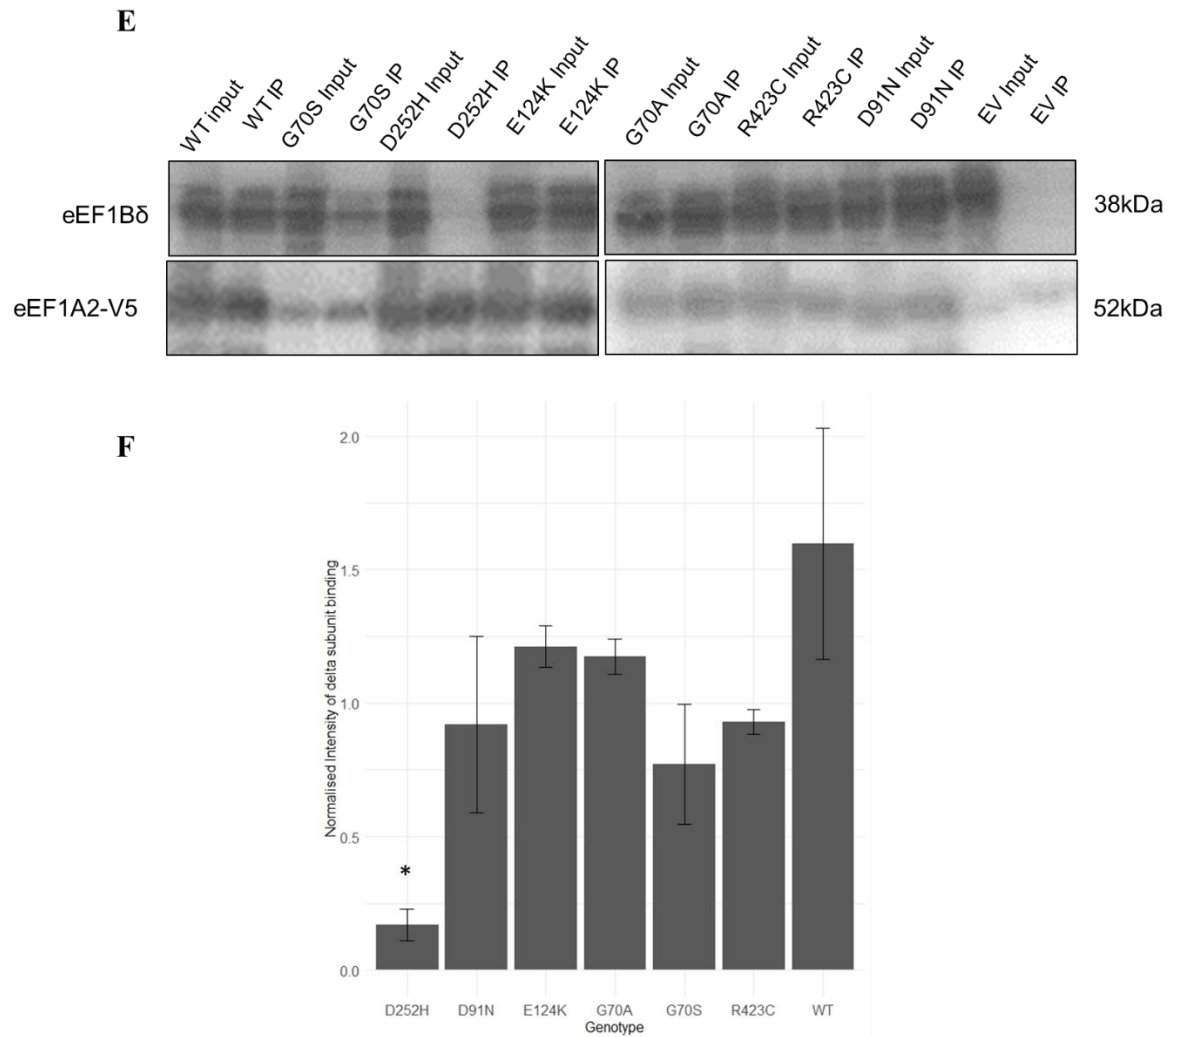 E
WT input
WT IP
G70S Input
G70S IP
D252H Input
D252H IP
E124K Input
E124K IP
G70A Input
G70A IP
R423C Input
R423C IP
D91N Input
D91N IP
EV Input
EV IP
eEF1Bδ
38kDa
eEF1A2-V5
52kDa
F
Normalised Intensity of delta subunit binding
2.0
1.5
1.0
0.5
0.0
*
D252H D91N E124K G70A G70S R423C WT
Genotype